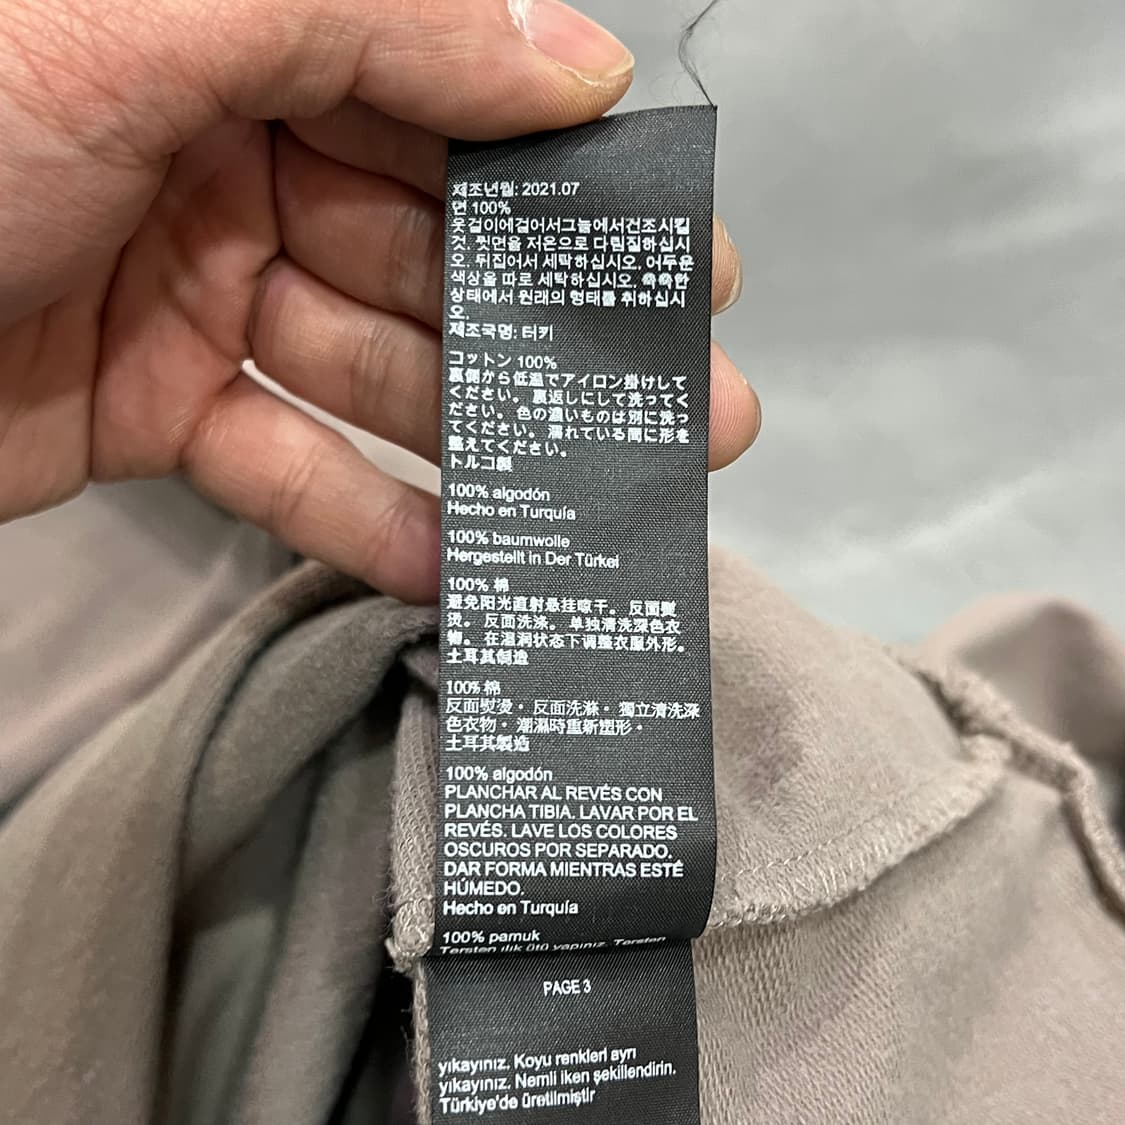 제조년월: 2021.07
면 100%
옷걸이에걸어서그늘에서건조시킬
것. 뒷면을 저온으로 다림질하십시
오. 뒤집어서 세탁하십시오. 어두운
색상을 따로 세탁하십시오. 축축한
상태에서 원래의 형태를 취하십시
오.
제조국명: 터키
コットン 100%
裏側から低温でアイロン掛けして
ください。 裏返しにして洗ってく
ださい。 色の濃いものは別に洗っ
てください。 濡れている間に形を
整えてください。
トルコ製
100% algodón
Hecho en Turquía
100% baumwolle
Hergestellt in Der Türkei
100% 棉
避免阳光直射悬挂晾干。 反面熨
烫。 反面洗涤。 单独清洗深色衣
物。 在湿润状态下调整衣服外形。
土耳其制造
100% 棉
反面熨燙・ 反面洗滌・ 獨立清洗深
色衣物・ 潮濕時重新塑形・
土耳其製造
100% algodón
PLANCHAR AL REVÉS CON
PLANCHA TIBIA. LAVAR POR EL
REVÉS. LAVE LOS COLORES
OSCUROS POR SEPARADO.
DAR FORMA MIENTRAS ESTÉ
HÚMEDO.
Hecho en Turquía
100% pamuk
Tersten ılık ütü yapınız. Tersten
PAGE 3
yıkayınız. Koyu renkleri ayrı
yıkayınız. Nemli iken şekillendirin.
Türkiye'de üretilmiştir